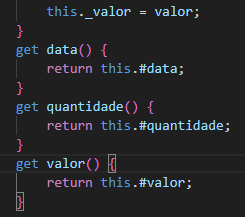 this._valor = valor;
}
get data() {
return this.#data;
}
get quantidade() {
return this.#quantidade;
}
get valor() {
return this.#valor;
}